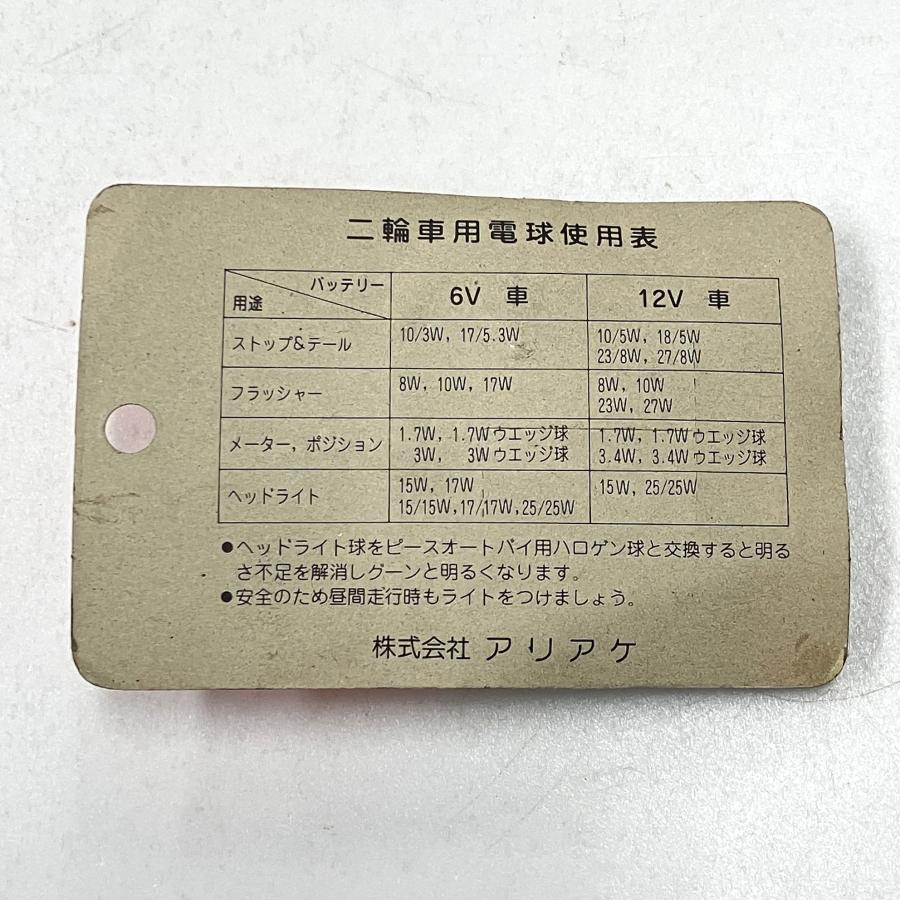 二輪車用電球使用表
バッテリー
用途
6V 車
12V 車
ストップ&テール
10/3W, 17/5.3W
10/5W, 18/5W
23/8W, 27/8W
フラッシャー
8W, 10W, 17W
8W, 10W
23W, 27W
メーター, ポジション
1.7W, 1.7Wウエッジ球
3W, 3Wウエッジ球
1.7W, 1.7Wウエッジ球
3.4W, 3.4Wウエッジ球
ヘッドライト
15W, 17W
15/15W, 17/17W, 25/25W
15W, 25/25W
●ヘッドライト球をピースオートバイ用ハロゲン球と交換すると明る
さ不足を解消しグーンと明るくなります。
●安全のため昼間走行時もライトをつけましょう。
株式会社 アリアケ